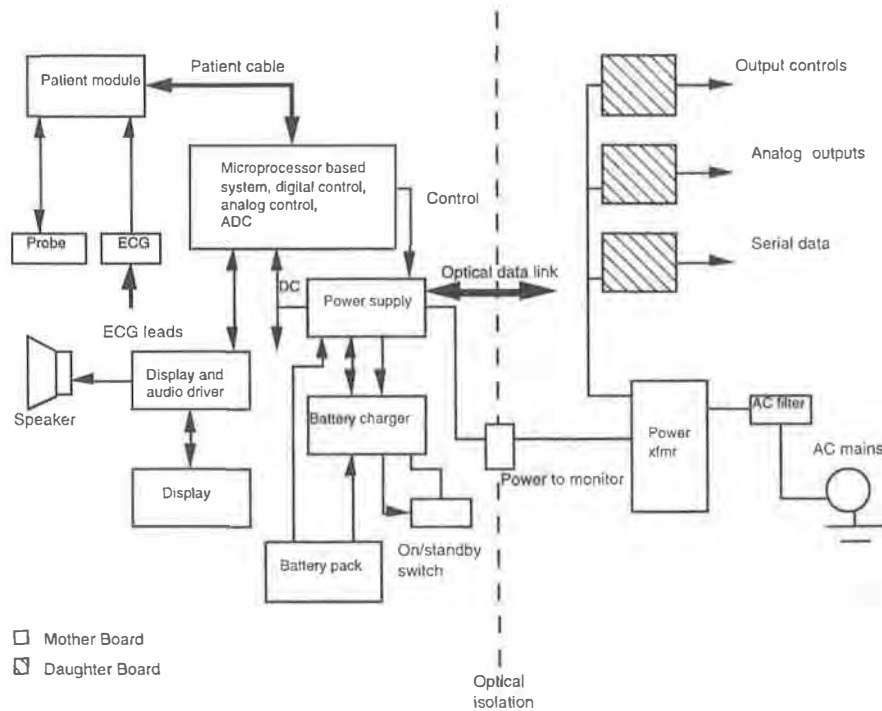 Patient module
Patient cable
Microprocessor based
system, digital control,
analog control,
ADC
Control
Probe
ECG
ECG leads
DC
Power supply
Optical data link
Speaker
Display and
audio driver
Display
Battery charger
Battery pack
On/standby
switch
Power to monitor
Output controls
Analog outputs
Serial data
Power
xfmr
AC filter
AC mains
Mother Board
Daughter Board
Optical
isolation